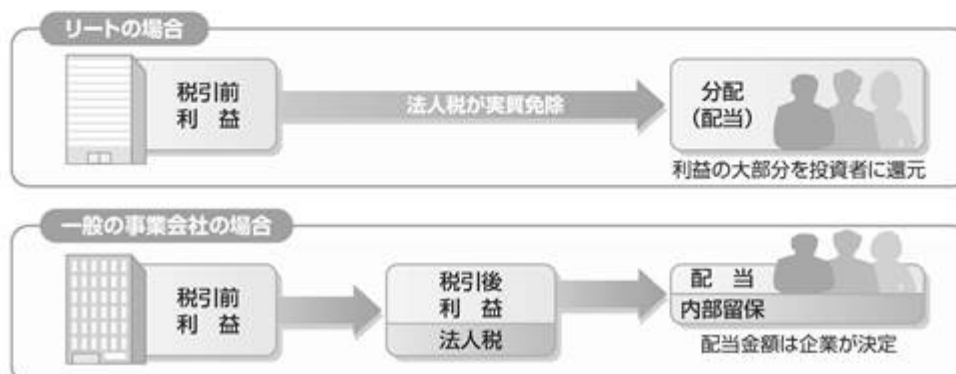 リートの場合
税引前
利 益
法人税が実質免除
分配
(配当)
利益の大部分を投資者に還元
一般の事業会社の場合
税引前
利 益
税引後
利 益
法人税
配 当
内部留保
配当金額は企業が決定